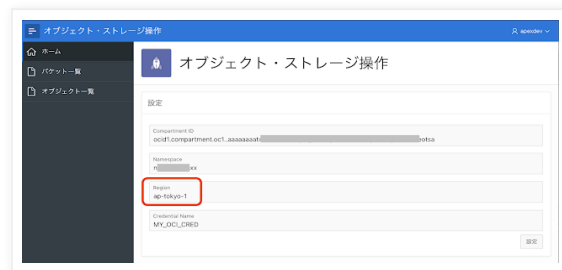 オブジェクト・ストレージ操作
apexdev
ホーム
バケット一覧
オブジェクト一覧
オブジェクト・ストレージ操作
設定
Compartment ID
ocid1.compartment.oc1..aaaaaaaat eotsa
Namespace
n xx
Region
ap-tokyo-1
Credential Name
MY_OCI_CRED
設定